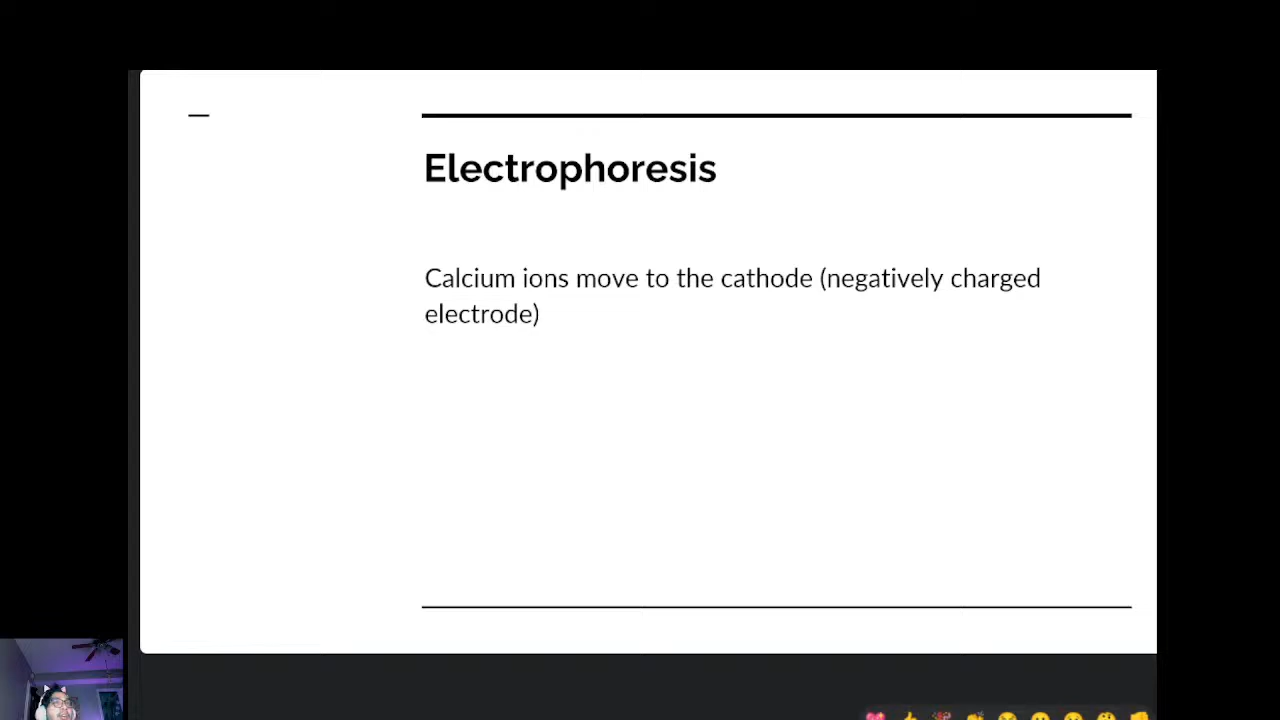 Electrophoresis
Calcium ions move to the cathode (negatively charged
electrode)